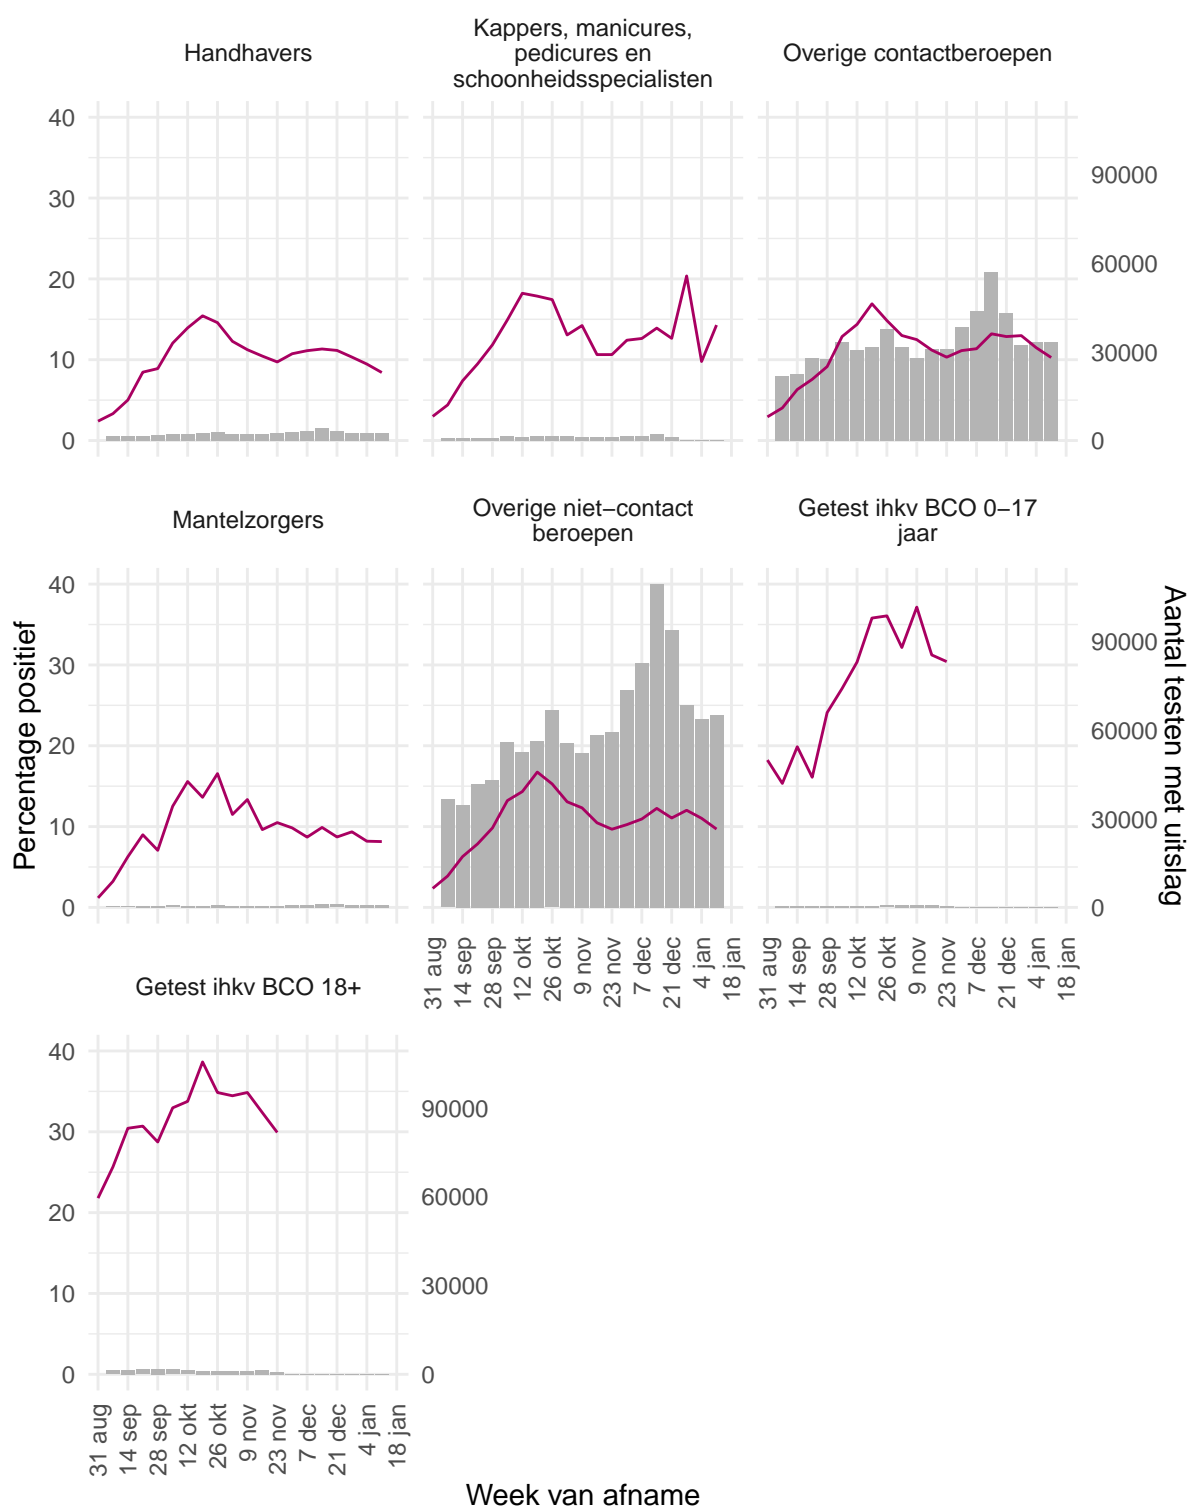 Handhavers
Kappers, manicures,
pedicures en
schoonheidsspecialisten
Overige contactberoepen
40
30
20
10
0
90000
60000
30000
0
Mantelzorgers
Overige niet−contact
beroepen
Getest ihkv BCO 0−17
jaar
40
30
20
10
0
90000
60000
30000
0
31 aug
14 sep
28 sep
12 okt
26 okt
9 nov
23 nov
7 dec
21 dec
4 jan
18 jan
31 aug
14 sep
28 sep
12 okt
26 okt
9 nov
23 nov
7 dec
21 dec
4 jan
18 jan
Getest ihkv BCO 18+
40
30
20
10
0
90000
60000
30000
0
31 aug
14 sep
28 sep
12 okt
26 okt
9 nov
23 nov
7 dec
21 dec
4 jan
18 jan
Week van afname
Percentage positief
Aantal testen met uitslag